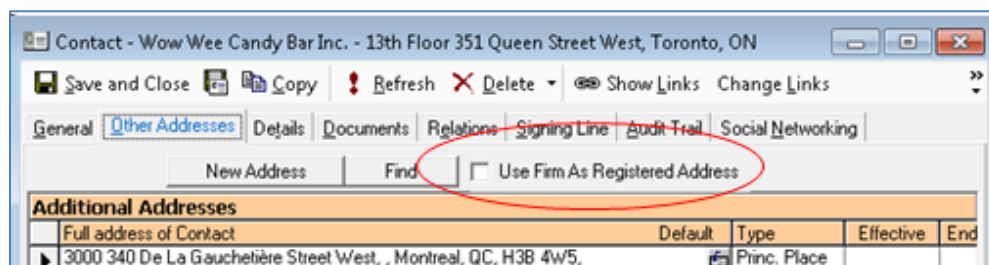 Contact - Wow Wee Candy Bar Inc. - 13th Floor 351 Queen Street West, Toronto, ON
Save and Close Copy Refresh Delete Show Links Change Links
General Other Addresses Details Documents Relations Signing Line Audit Trail Social Networking
New Address Find Use Firm As Registered Address
Additional Addresses
Full address of Contact Default Type Effective End
3000 340 De La Gauchetière Street West, , Montreal, QC, H3B 4W5, Princ. Place